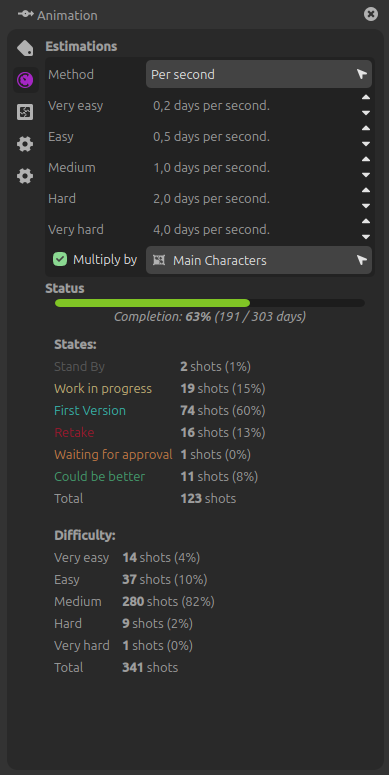 Animation
Estimations
Method Per second
Very easy 0,2 days per second.
Easy 0,5 days per second.
Medium 1,0 days per second.
Hard 2,0 days per second.
Very hard 4,0 days per second.
Multiply by Main Characters
Status
Completion: 63% (191 / 303 days)
States:
Stand By 2 shots (1%)
Work in progress 19 shots (15%)
First Version 74 shots (60%)
Retake 16 shots (13%)
Waiting for approval 1 shots (0%)
Could be better 11 shots (8%)
Total 123 shots
Difficulty:
Very easy 14 shots (4%)
Easy 37 shots (10%)
Medium 280 shots (82%)
Hard 9 shots (2%)
Very hard 1 shots (0%)
Total 341 shots